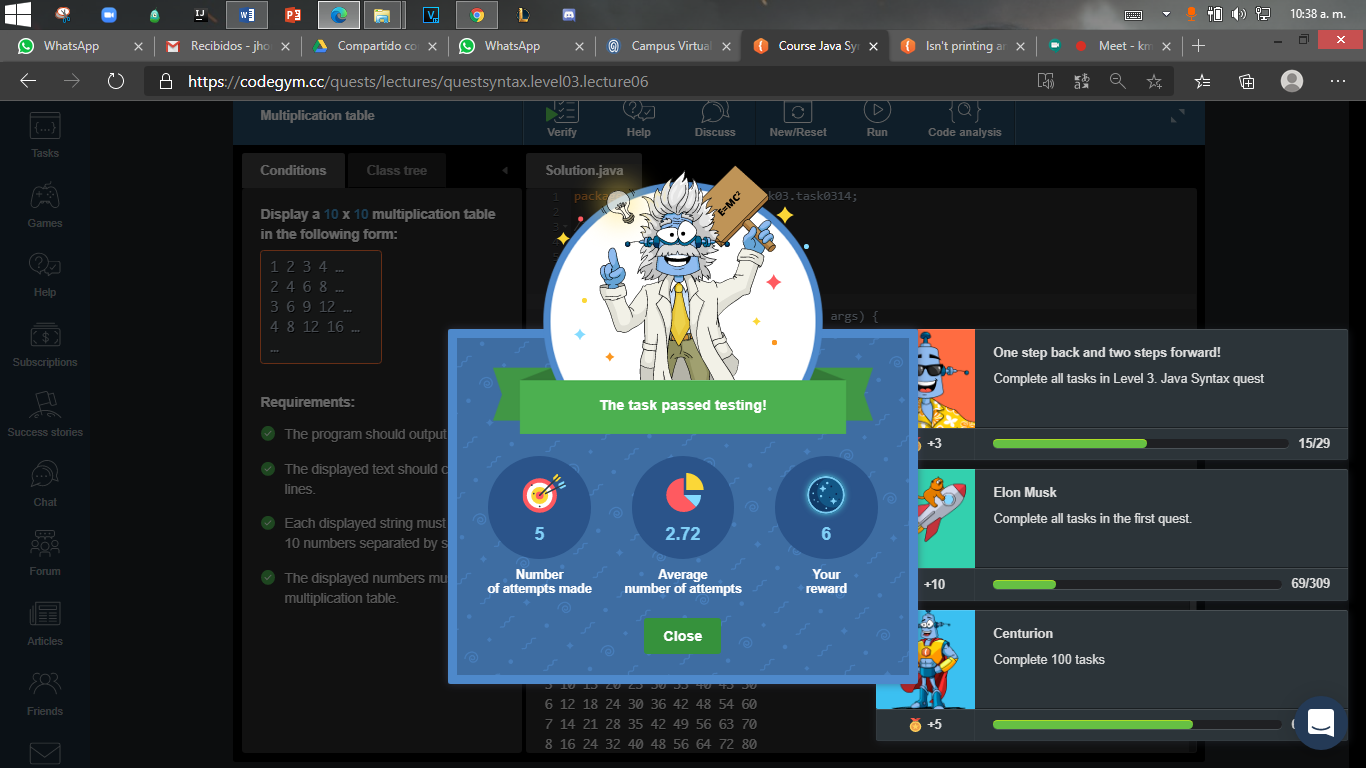 10:38 a. m.
WhatsApp
Recibidos - jho
Compartido co
WhatsApp
Campus Virtual
Course Java Syn
Isn't printing a
Meet - km
https://codegym.cc/quests/lectures/questsyntax.level03.lecture06
Multiplication table
Verify
Help
Discuss
New/Reset
Run
Code analysis
{...}
Tasks
Games
Help
Subscriptions
Success stories
Chat
Forum
Articles
Friends
Conditions
Class tree
Solution.java
Display a 10 x 10 multiplication table
in the following form:
1 2 3 4 …
2 4 6 8 …
3 6 9 12 …
4 8 12 16 …
…
Requirements:
The program should output
The displayed text should c
lines.
Each displayed string must
10 numbers separated by s
The displayed numbers mu
multiplication table.
1
packa
k03.task0314;
2
3
args) {
E=MC²
The task passed testing!
5
Number
of attempts made
2.72
Average
number of attempts
6
Your
reward
Close
One step back and two steps forward!
Complete all tasks in Level 3. Java Syntax quest
+3
15/29
Elon Musk
Complete all tasks in the first quest.
+10
69/309
Centurion
Complete 100 tasks
+5
5 10 15 20 25 30 35 40 45 50
6 12 18 24 30 36 42 48 54 60
7 14 21 28 35 42 49 56 63 70
8 16 24 32 40 48 56 64 72 80